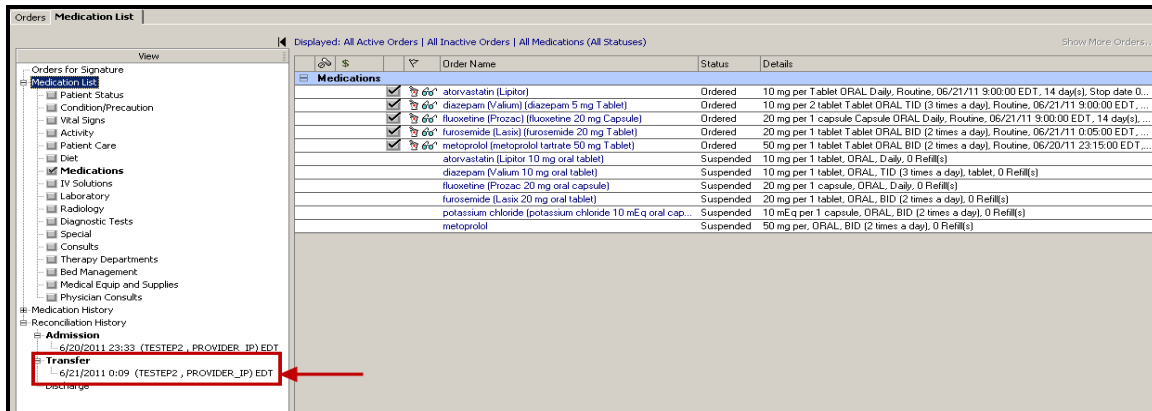 Orders Medication List
Displayed: All Active Orders | All Inactive Orders | All Medications (All Statuses) Show More Orders...
View
Orders for Signature
Medication List
Patient Status
Condition/Precaution
Vital Signs
Activity
Patient Care
Diet
Medications
IV Solutions
Laboratory
Radiology
Diagnostic Tests
Special
Consults
Therapy Departments
Bed Management
Medical Equip and Supplies
Physician Consults
Medication History
Reconciliation History
Admission
6/20/2011 23:33 (TESTEP2 , PROVIDER_IP) EDT
Transfer
6/21/2011 0:09 (TESTEP2 , PROVIDER_IP) EDT
Discharge
$ Order Name Status Details
Medications
atorvastatin (Lipitor) Ordered 10 mg per Tablet ORAL Daily, Routine, 06/21/11 9:00:00 EDT, 14 day(s), Stop date 0...
diazepam (Valium) (diazepam 5 mg Tablet) Ordered 10 mg per 2 tablet Tablet ORAL TID (3 times a day), Routine, 06/21/11 9:00:00 EDT, ...
fluoxetine (Prozac) (fluoxetine 20 mg Capsule) Ordered 20 mg per 1 capsule Capsule ORAL Daily, Routine, 06/21/11 9:00:00 EDT, 14 day(s), ...
furosemide (Lasix) (furosemide 20 mg Tablet) Ordered 20 mg per 1 tablet Tablet ORAL BID (2 times a day), Routine, 06/21/11 0:05:00 EDT, ...
metoprolol (metoprolol tartrate 50 mg Tablet) Ordered 50 mg per 1 tablet Tablet ORAL BID (2 times a day), Routine, 06/20/11 23:15:00 EDT,...
atorvastatin (Lipitor 10 mg oral tablet) Suspended 10 mg per 1 tablet, ORAL, Daily, 0 Refill(s)
diazepam (Valium 10 mg oral tablet) Suspended 10 mg per 1 tablet, ORAL, TID (3 times a day), tablet, 0 Refill(s)
fluoxetine (Prozac 20 mg oral capsule) Suspended 20 mg per 1 capsule, ORAL, Daily, 0 Refill(s)
furosemide (Lasix 20 mg oral tablet) Suspended 20 mg per 1 tablet, ORAL, BID (2 times a day), 0 Refill(s)
potassium chloride (potassium chloride 10 mEq oral cap... Suspended 10 mEq per 1 capsule, ORAL, BID (2 times a day), 0 Refill(s)
metoprolol Suspended 50 mg per, ORAL, BID (2 times a day), 0 Refill(s)